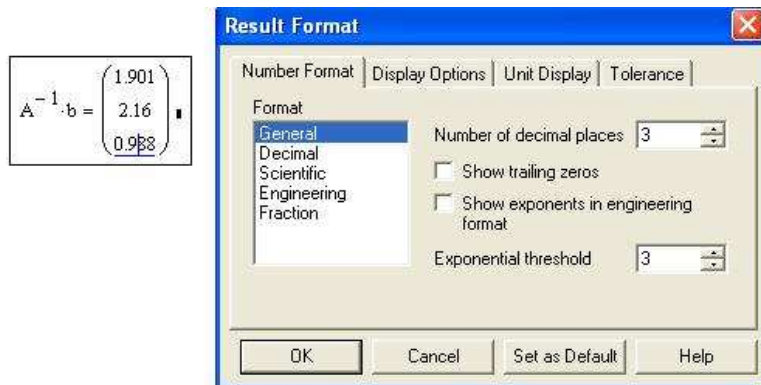 A⁻¹·b =
1.901
2.16
0.988
Result Format
Number Format Display Options Unit Display Tolerance
Format
General
Decimal
Scientific
Engineering
Fraction
Number of decimal places 3
Show trailing zeros
Show exponents in engineering
format
Exponential threshold 3
OK Cancel Set as Default Help